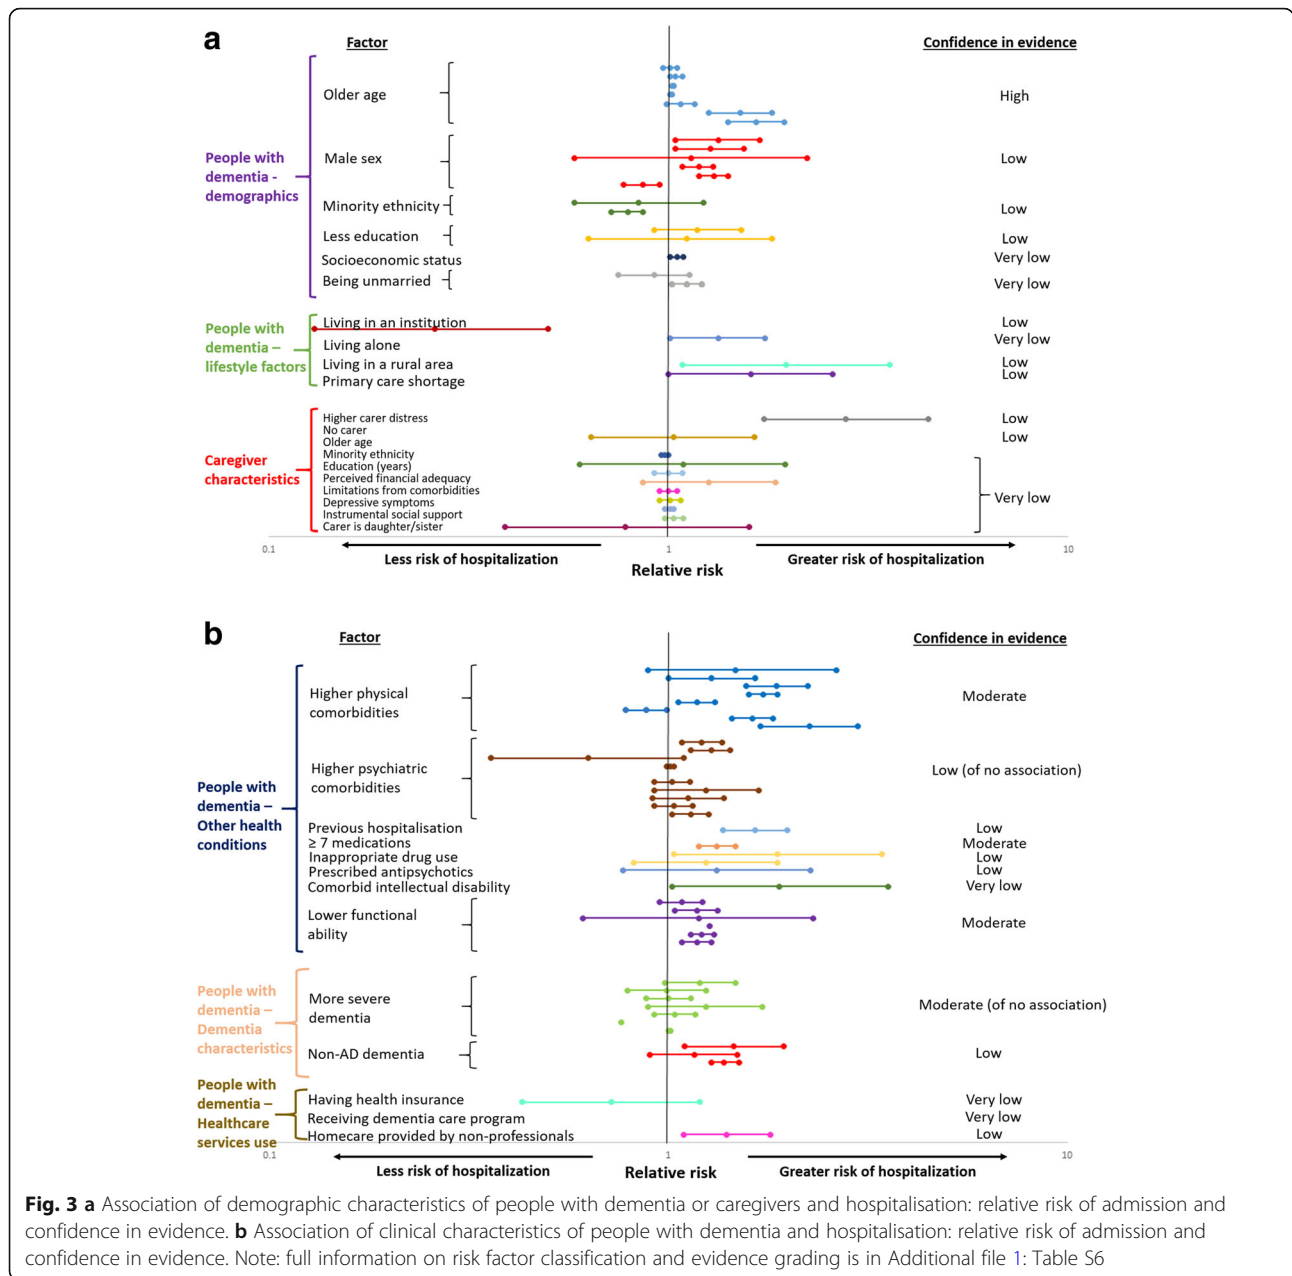 a
Factor
Confidence in evidence
Older age
High
People with
dementia -
demographics
Male sex
Low
Minority ethnicity
Low
Less education
Low
Socioeconomic status
Very low
Being unmarried
Very low
People with
dementia –
lifestyle factors
Living in an institution
Low
Living alone
Very low
Living in a rural area
Low
Primary care shortage
Low
Caregiver
characteristics
Higher carer distress
Low
No carer
Low
Older age
Minority ethnicity
Education (years)
Perceived financial adequacy
Limitations from comorbidities
Depressive symptoms
Instrumental social support
Carer is daughter/sister
Very low
0.1
1
10
Less risk of hospitalization
Relative risk
Greater risk of hospitalization
b
Factor
Confidence in evidence
People with
dementia –
Other health
conditions
Higher physical
comorbidities
Moderate
Higher psychiatric
comorbidities
Low (of no association)
Previous hospitalisation
Low
≥ 7 medications
Moderate
Inappropriate drug use
Low
Prescribed antipsychotics
Low
Comorbid intellectual disability
Very low
Lower functional
ability
Moderate
People with
dementia –
Dementia
characteristics
More severe
dementia
Moderate (of no association)
Non-AD dementia
Low
People with
dementia –
Healthcare
services use
Having health insurance
Very low
Receiving dementia care program
Very low
Homecare provided by non-professionals
Low
0.1
1
10
Less risk of hospitalization
Relative risk
Greater risk of hospitalization
Fig. 3 a Association of demographic characteristics of people with dementia or caregivers and hospitalisation: relative risk of admission and
confidence in evidence. b Association of clinical characteristics of people with dementia and hospitalisation: relative risk of admission and
confidence in evidence. Note: full information on risk factor classification and evidence grading is in Additional file 1: Table S6